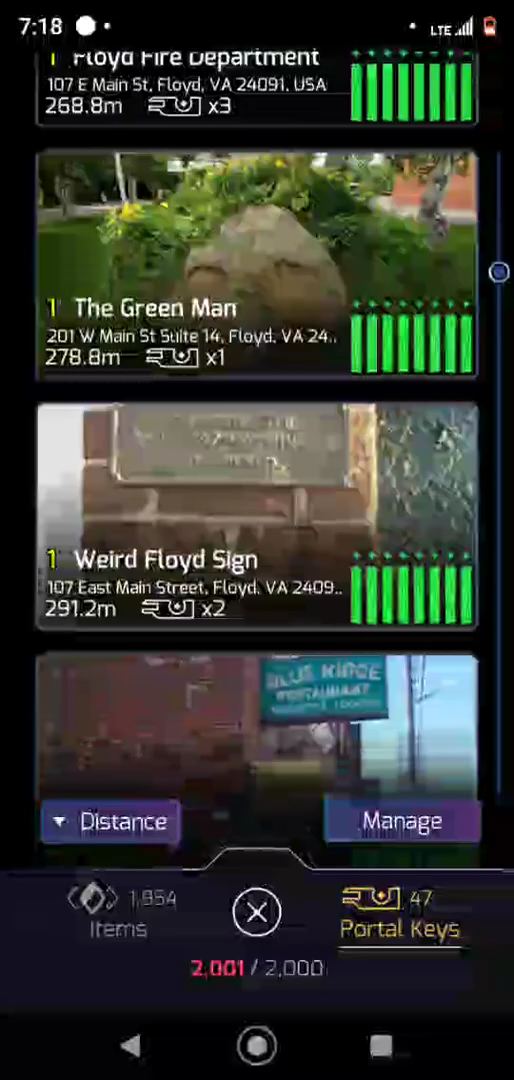 7:18
LTE
1 Floyd Fire Department
107 E Main St, Floyd, VA 24091, USA
268.8m x3
1 The Green Man
201 W Main St Suite 14, Floyd, VA 24..
278.8m x1
1 Weird Floyd Sign
107 East Main Street, Floyd, VA 2409..
291.2m x2
BLUE RIDGE
RESTAURANT
Distance
Manage
1,954
Items
47
Portal Keys
2,001 / 2,000